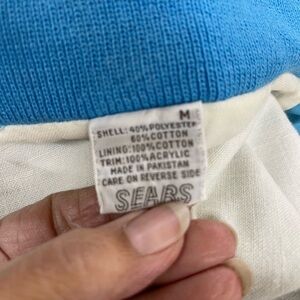 M
SHELL: 40% POLYESTER
60% COTTON
LINING: 100% COTTON
TRIM: 100% ACRYLIC
MADE IN PAKISTAN
CARE ON REVERSE SIDE
SEARS